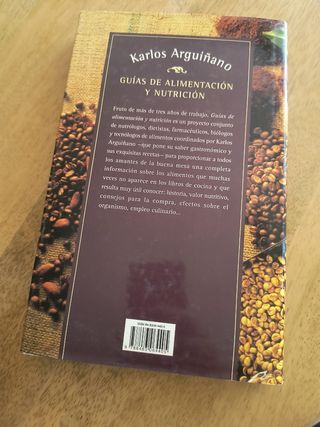 Karlos Arguiñano
GUÍAS DE ALIMENTACIÓN
Y NUTRICIÓN
Fruto de más de tres años de trabajo, Guías de
alimentación y nutrición es un proyecto conjunto
de nutrólogos, dietistas, farmacéuticos, biólogos
y tecnólogos de alimentos coordinados por Karlos
Arguiñano —que pone su saber gastronómico y
sus exquisitas recetas— para proporcionar a todos
los amantes de la buena mesa una completa
información sobre los alimentos que muchas
veces no aparece en los libros de cocina y que
resulta muy útil conocer: historia, valor nutritivo,
consejos para la compra, efectos sobre el
organismo, empleo culinario...